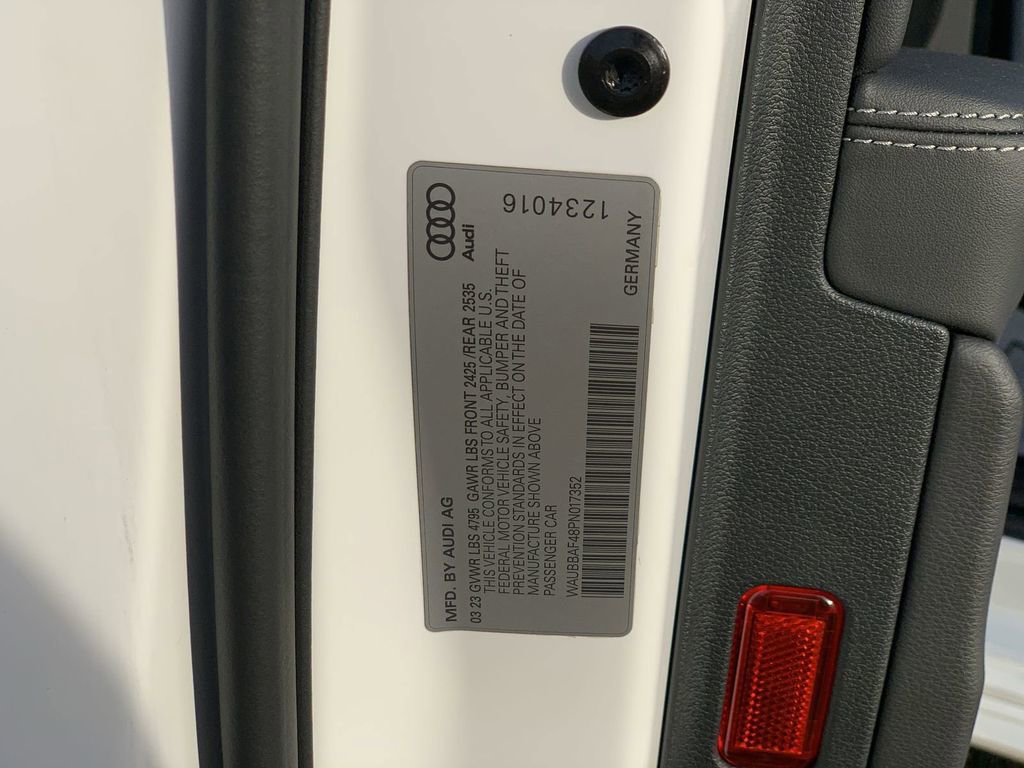 Audi
MFD. BY AUDI AG
03 23 GVWR LBS 4795 GAWR LBS FRONT 2425 /REAR 2535
THIS VEHICLE CONFORMS TO ALL APPLICABLE U.S.
FEDERAL MOTOR VEHICLE SAFETY, BUMPER AND THEFT
PREVENTION STANDARDS IN EFFECT ON THE DATE OF
MANUFACTURE SHOWN ABOVE
PASSENGER CAR
WAUBBAF48PN017352
GERMANY
1234016